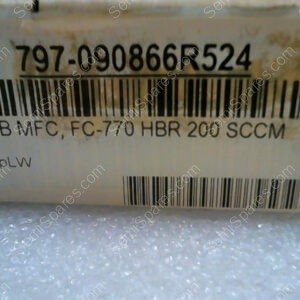 797-090866R524
B MFC, FC-770 HBR 200 SCCM
pLW